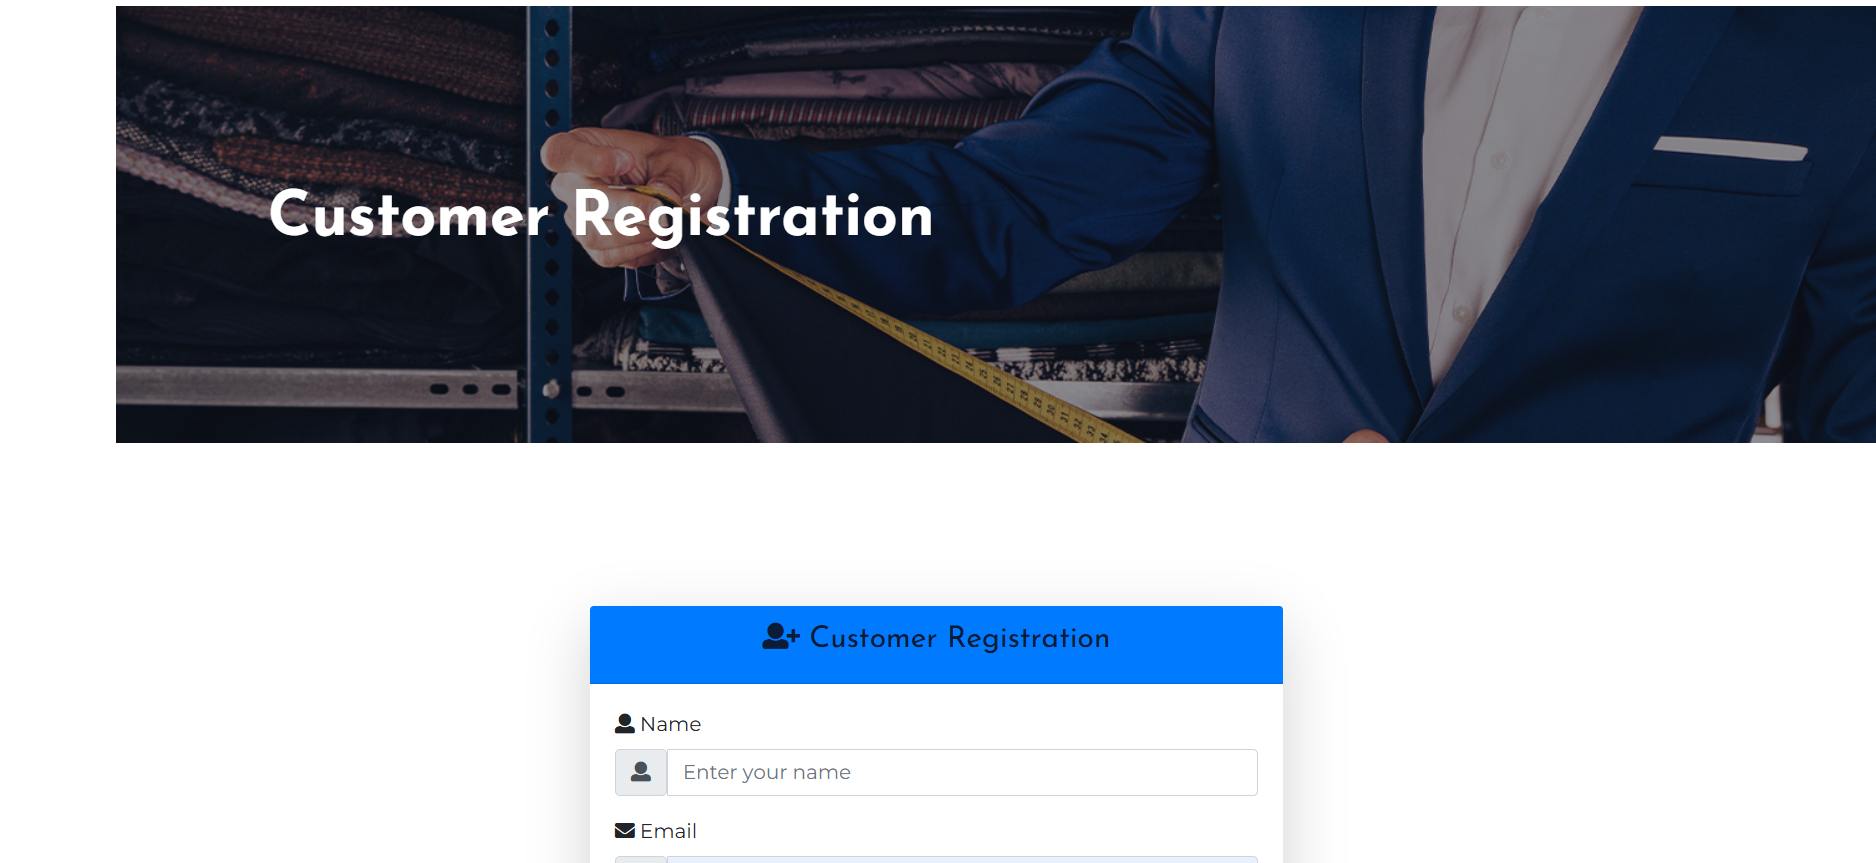 Customer Registration
Customer Registration
Name
Enter your name
Email